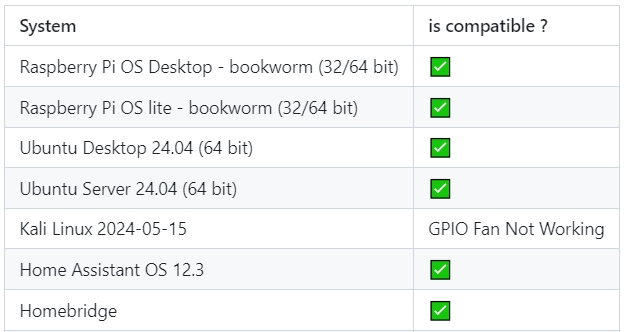 System is compatible ?
Raspberry Pi OS Desktop - bookworm (32/64 bit) ✅
Raspberry Pi OS lite - bookworm (32/64 bit) ✅
Ubuntu Desktop 24.04 (64 bit) ✅
Ubuntu Server 24.04 (64 bit) ✅
Kali Linux 2024-05-15 GPIO Fan Not Working
Home Assistant OS 12.3 ✅
Homebridge ✅